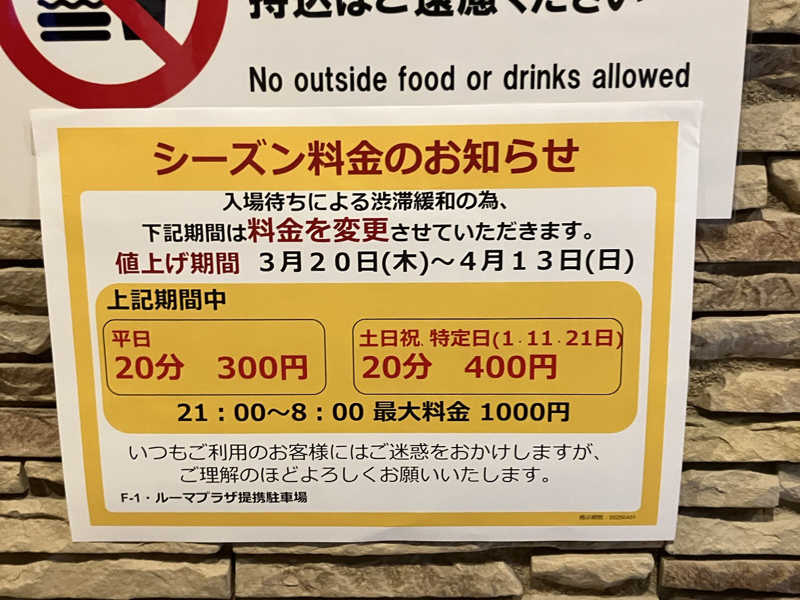 持込はご遠慮ください
No outside food or drinks allowed
シーズン料金のお知らせ
入場待ちによる渋滞緩和の為、
下記期間は料金を変更させていただきます。
値上げ期間 3月20日(木)～4月13日(日)
上記期間中
平日
20分 300円
土日祝、特定日(1・11・21日)
20分 400円
21：00～8：00 最大料金 1000円
いつもご利用のお客様にはご迷惑をおかけしますが、
ご理解のほどよろしくお願いいたします。
F-1・ルーマプラザ提携駐車場